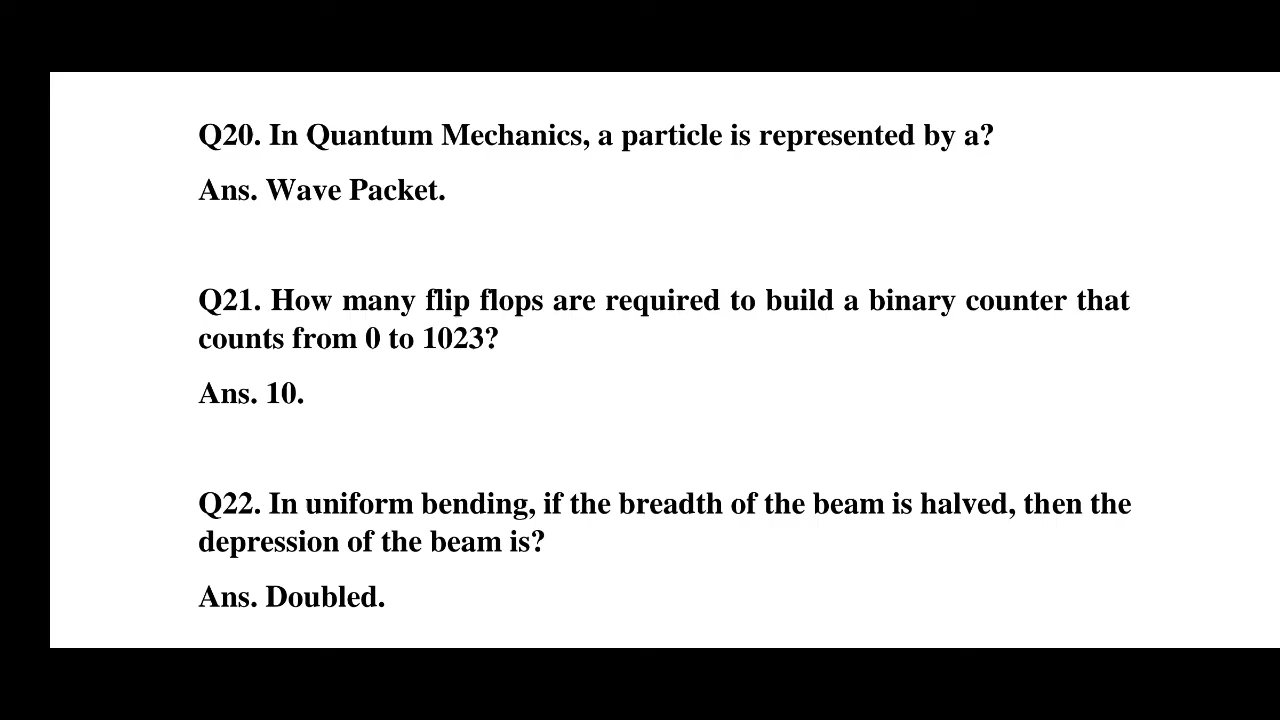 Q20. In Quantum Mechanics, a particle is represented by a?
Ans. Wave Packet.
Q21. How many flip flops are required to build a binary counter that
counts from 0 to 1023?
Ans. 10.
Q22. In uniform bending, if the breadth of the beam is halved, then the
depression of the beam is?
Ans. Doubled.